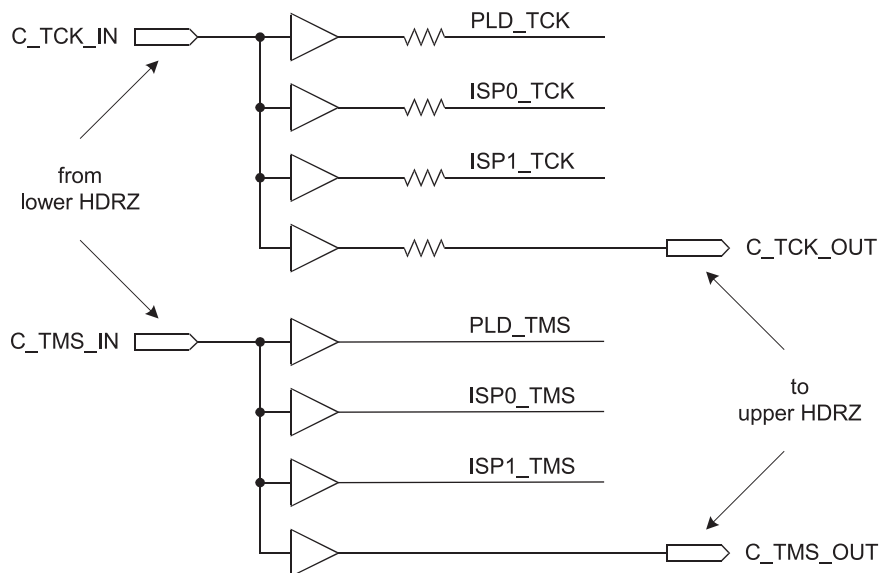 C_TCK_IN
PLD_TCK
ISP0_TCK
ISP1_TCK
from
lower HDRZ
C_TCK_OUT
C_TMS_IN
PLD_TMS
ISP0_TMS
to
upper HDRZ
ISP1_TMS
C_TMS_OUT